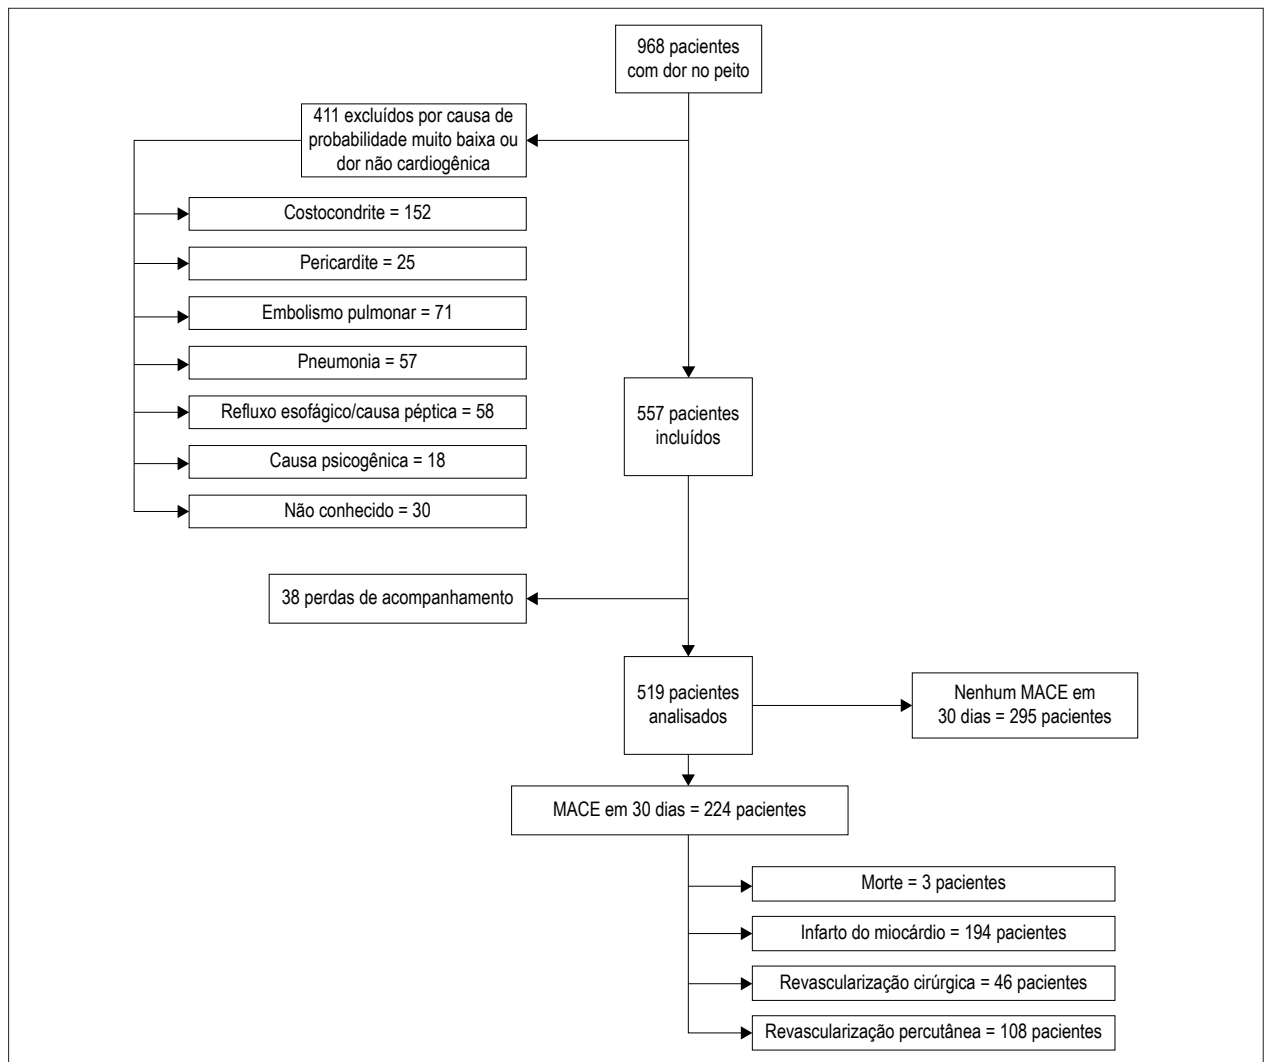 968 pacientes
com dor no peito
411 excluídos por causa de
probabilidade muito baixa ou
dor não cardiogênica
Costocondrite = 152
Pericardite = 25
Embolismo pulmonar = 71
Pneumonia = 57
Refluxo esofágico/causa péptica = 58
Causa psicogênica = 18
Não conhecido = 30
557 pacientes
incluídos
38 perdas de acompanhamento
519 pacientes
analisados
Nenhum MACE em
30 dias = 295 pacientes
MACE em 30 dias = 224 pacientes
Morte = 3 pacientes
Infarto do miocárdio = 194 pacientes
Revascularização cirúrgica = 46 pacientes
Revascularização percutânea = 108 pacientes